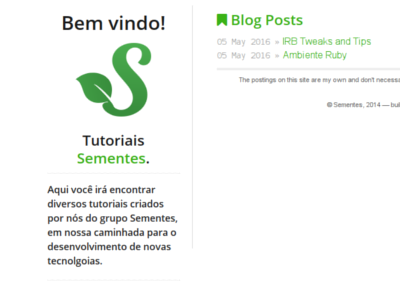 Bem vindo!
Tutoriais
Sementes.
Aqui você irá encontrar
diversos tutoriais criados
por nós do grupo Sementes,
em nossa caminhada para o
desenvolvimento de novas
tecnolgoias.
Blog Posts
05 May 2016 » IRB Tweaks and Tips
05 May 2016 » Ambiente Ruby
The postings on this site are my own and don't necessa
© Sementes, 2014 — bui